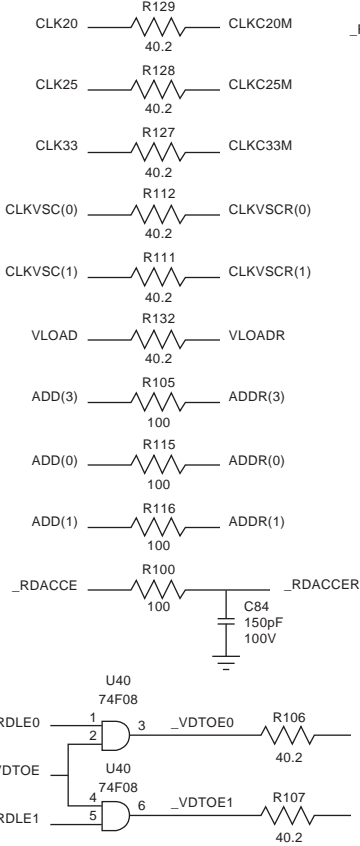 R129
CLK20 CLKC20M
40.2
R128
CLK25 CLKC25M
40.2
R127
CLK33 CLKC33M
40.2
R112
CLKVSC(0) CLKVSCR(0)
40.2
R111
CLKVSC(1) CLKVSCR(1)
40.2
R132
VLOAD VLOADR
40.2
R105
ADD(3) ADDR(3)
100
R115
ADD(0) ADDR(0)
100
R116
ADD(1) ADDR(1)
100
R100
_RDACCE _RDACCER
100
C84
150pF
100V
U40
74F08
RDLE0 1 3 _VDTOE0 R106
2
40.2
VDTOE
U40
74F08
4 6 _VDTOE1 R107
RDLE1 5
40.2